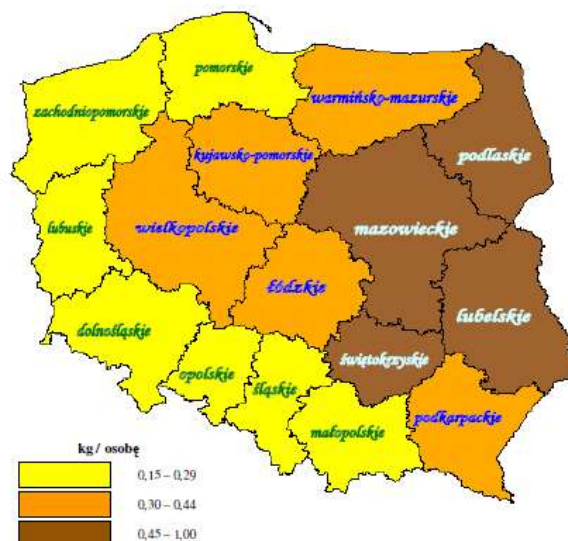 pomorskie
warmińsko-mazurskie
zachodniopomorskie
podlaskie
kujawsko-pomorskie
lubuskie
wielkopolskie
mazowieckie
łódzkie
lubelskie
dolnośląskie
świętokrzyskie
opolskie
śląskie
podkarpackie
małopolskie
kg / osobę
0,15 – 0,29
0,30 – 0,44
0,45 – 1,00